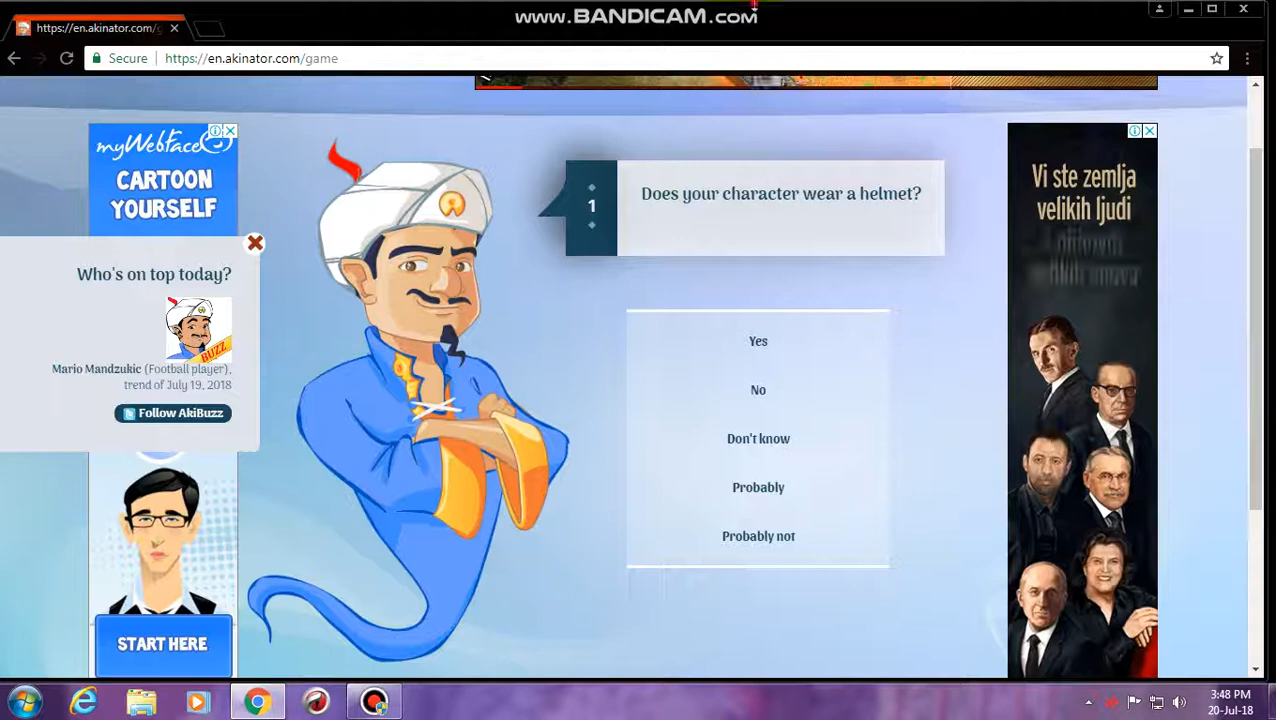 www.BANDICAM.com
https://en.akinator.com/g
Secure
https://en.akinator.com/game
myWebFace
CARTOON
YOURSELF
Who's on top today?
BUZZ
Mario Mandzukic (Football player),
trend of July 19, 2018
Follow AkiBuzz
START HERE
1
Does your character wear a helmet?
Yes
No
Don't know
Probably
Probably not
Vi ste zemlja
velikih ljudi
3:48 PM
20-Jul-18